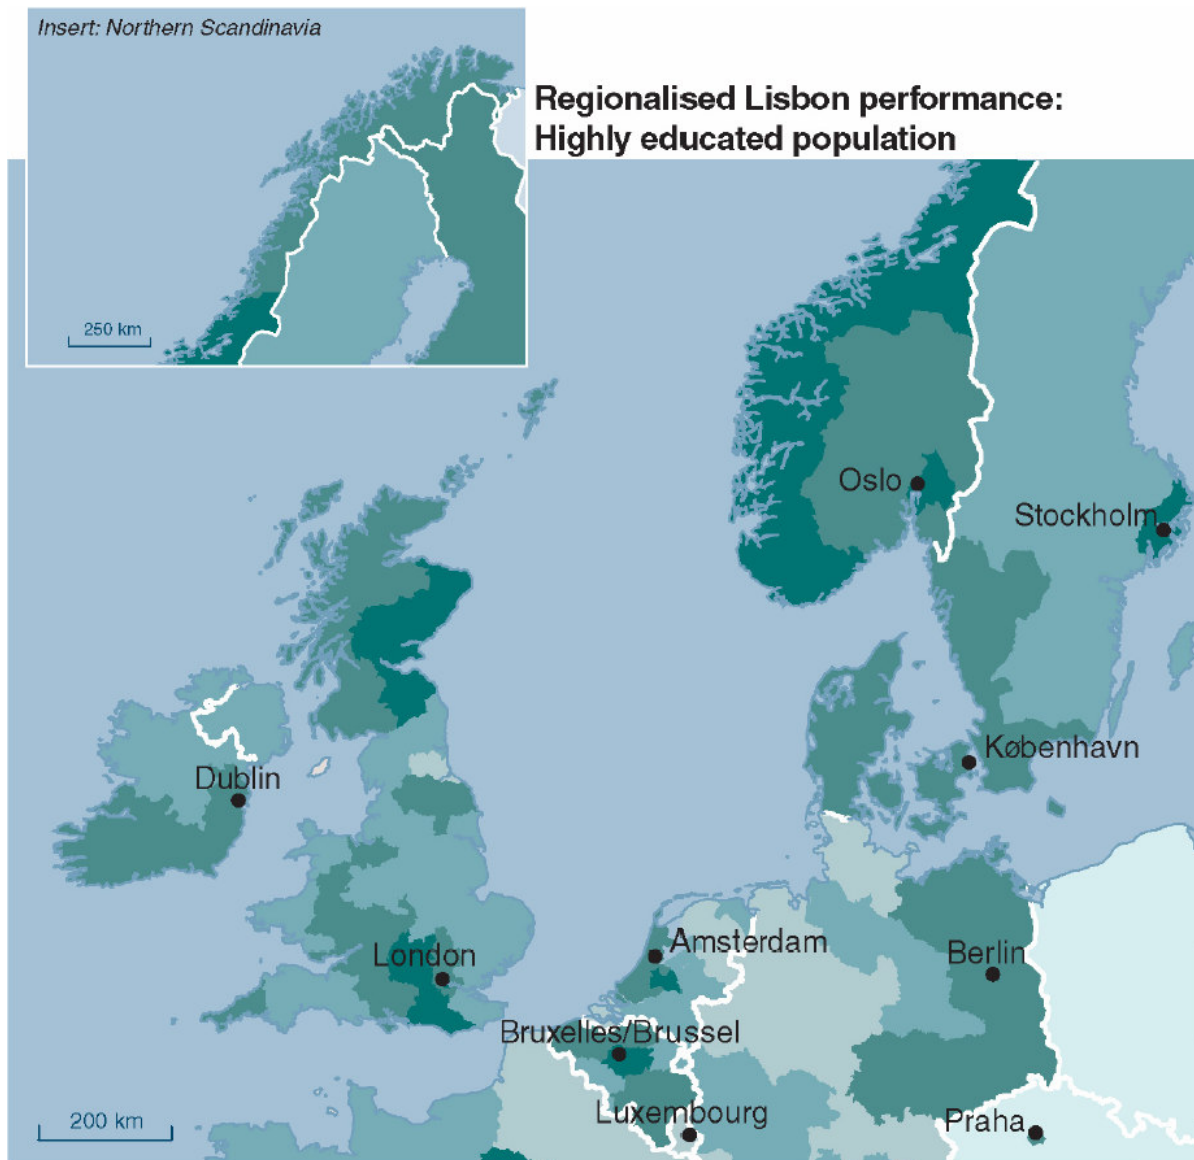 Insert: Northern Scandinavia
Regionalised Lisbon performance:
Highly educated population
250 km
Oslo
Stockholm
København
Dublin
Amsterdam
London
Berlin
Bruxelles/Brussel
Luxembourg
200 km
Praha